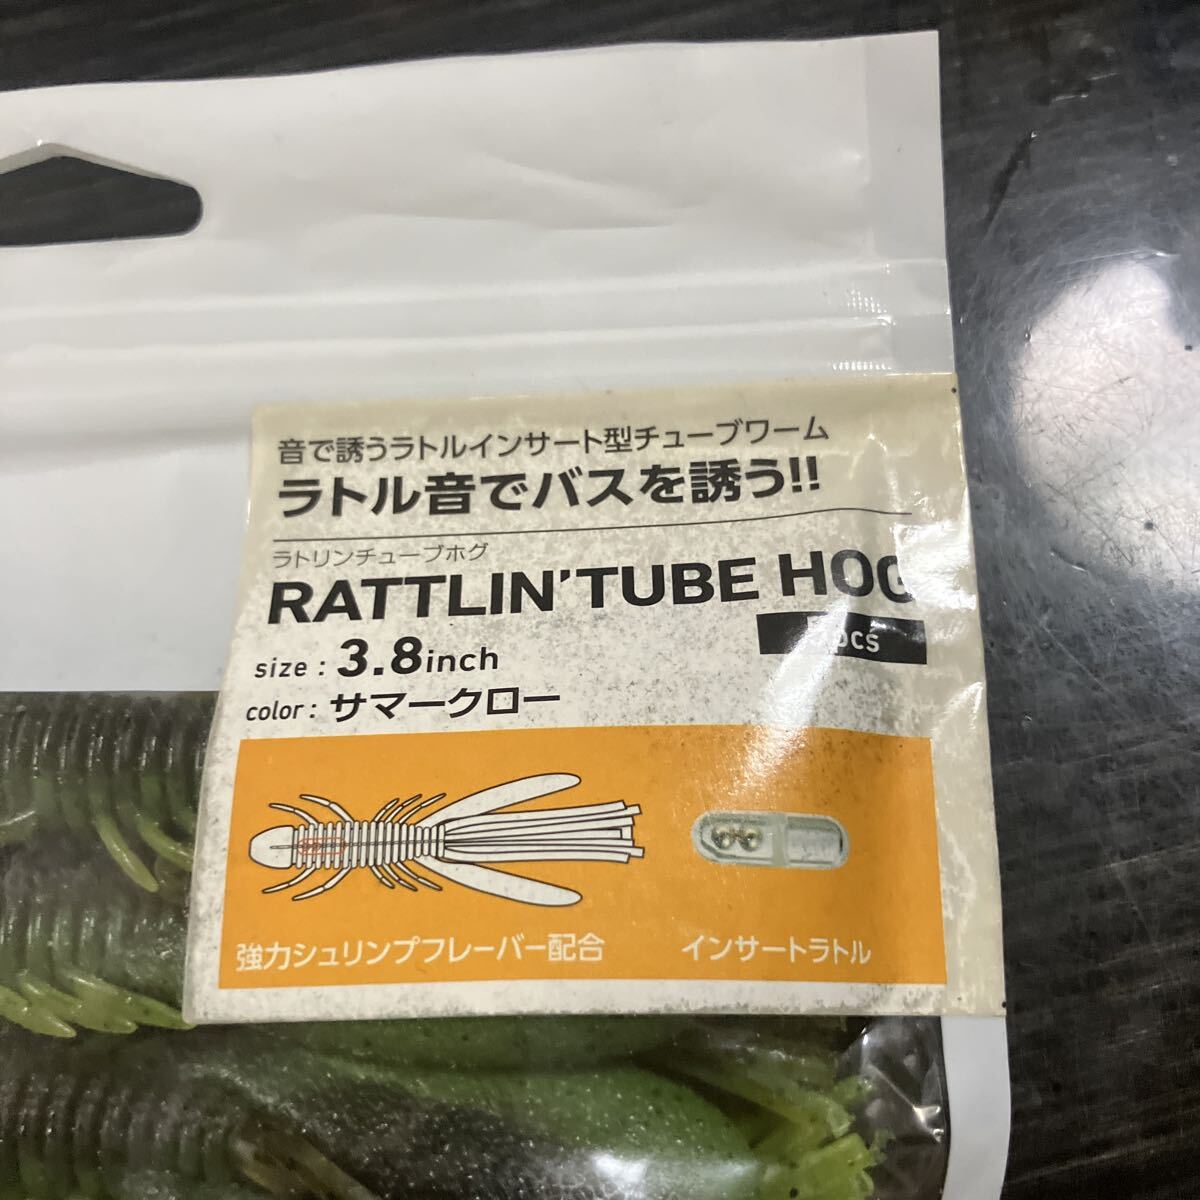 音で誘うラトルインサート型チューブワーム
ラトル音でバスを誘う!!
ラトリンチューブホグ
RATTLIN'TUBE HOG
pcs
size : 3.8inch
color : サマークロー
強力シュリンプフレーバー配合
インサートラトル